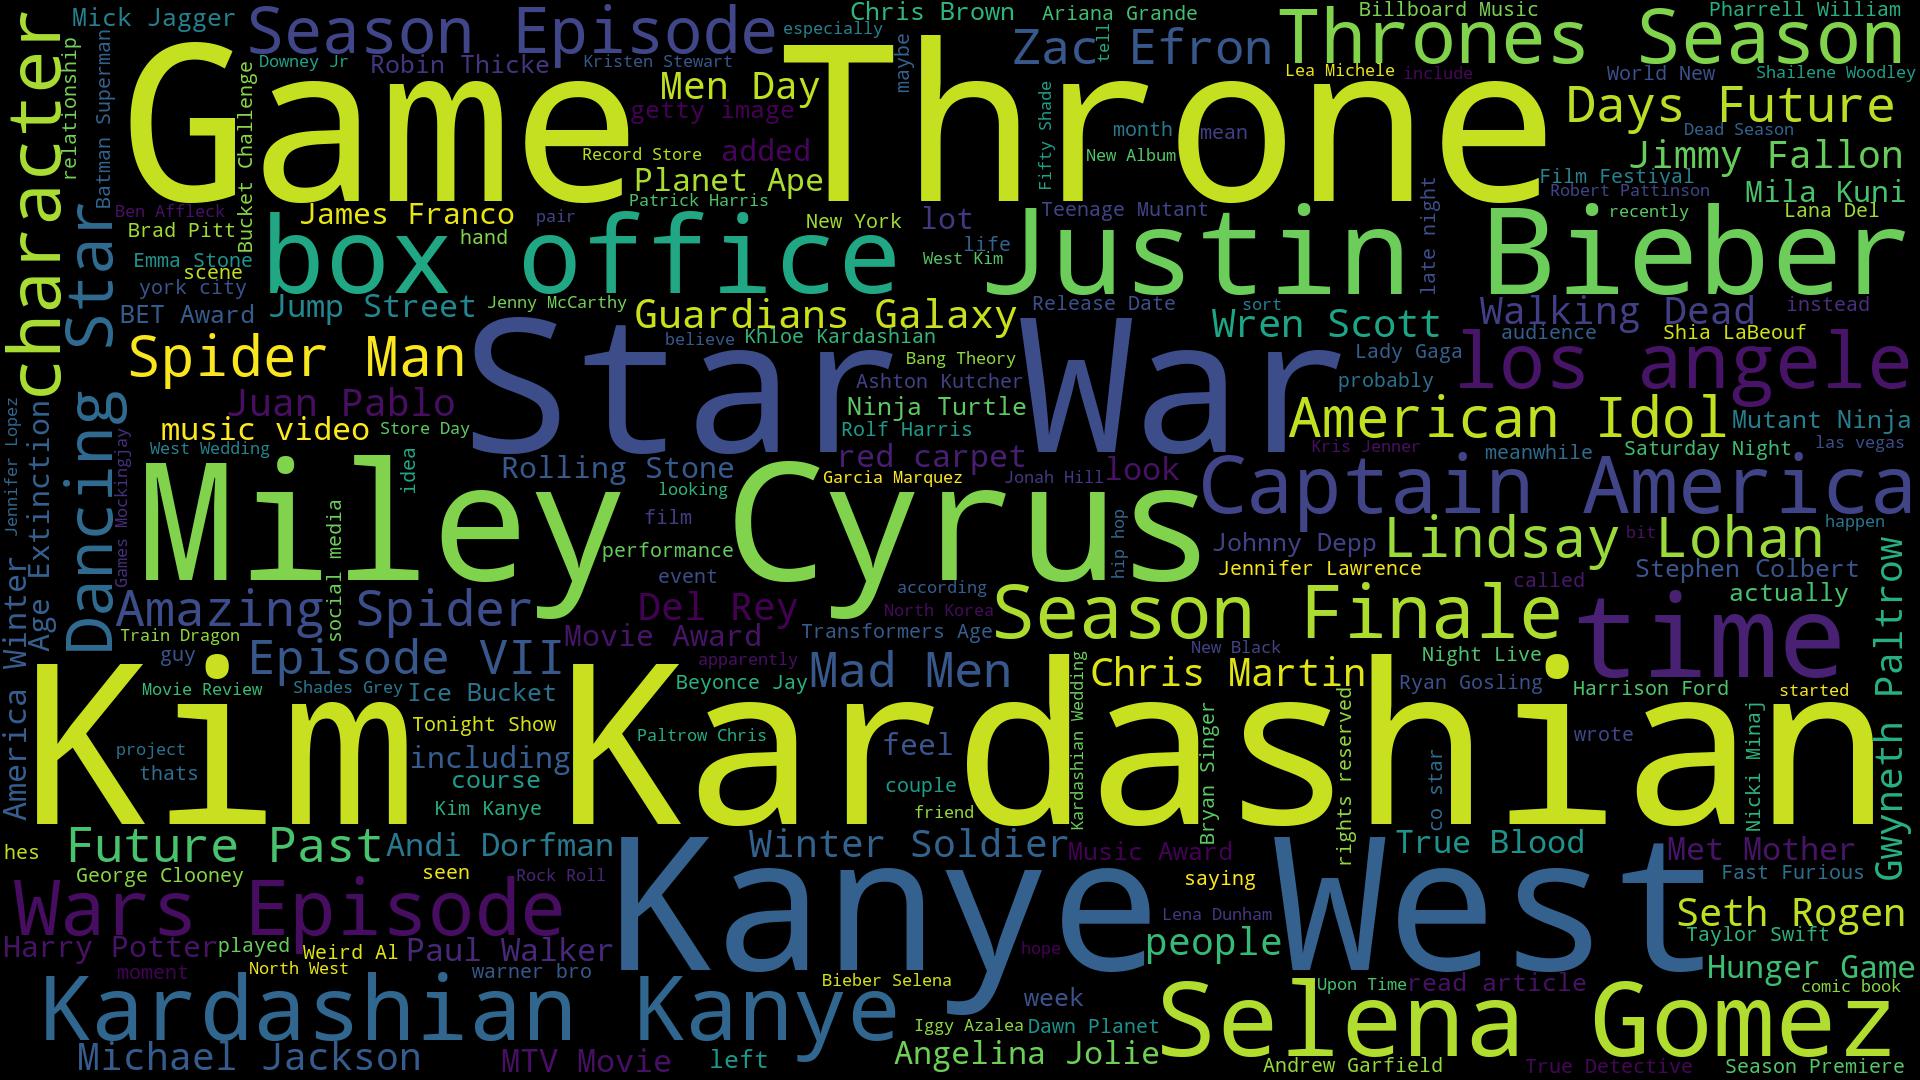 Mick Jagger
Season Episode
especially
Chris Brown
Ariana Grande
Billboard Music
Pharrell William
character
relationship
Batman Superman
Downey Jr
Robin Thicke
Kristen Stewart
maybe
Zac Efron
tell
Thrones Season
Lea Michele
include
World New
Shailene Woodley
Game Throne
Bucket Challenge
Men Day
getty image
Fifty Shade
month
mean
Days Future
Dead Season
Record Store
added
New Album
Jimmy Fallon
Planet Ape
Film Festival
Robert Pattinson
Mila Kuni
Patrick Harris
Ben Affleck
James Franco
pair
New York
lot
Teenage Mutant
late night
recently
Lana Del
Brad Pitt
hand
box office
life
Justin Bieber
Emma Stone
scene
West Kim
york city
Dancing Star
BET Award
Jump Street
Jenny McCarthy
Guardians Galaxy
Release Date
sort
Walking Dead
instead
Wren Scott
audience
Shia LaBeouf
Spider Man
Star War
believe
Khloe Kardashian
Bang Theory
Lady Gaga
los angele
Ashton Kutcher
probably
Juan Pablo
Ninja Turtle
American Idol
Mutant Ninja
music video
Store Day
Rolf Harris
Jennifer Lopez
Age Extinction
Games Mockingjay
West Wedding
idea
Rolling Stone
red carpet
Kris Jenner
meanwhile
Saturday Night
las vegas
Garcia Marquez
Jonah Hill
look
Miley Cyrus
looking
Captain America
social media
film
hip hop
happen
performance
Johnny Depp
Lindsay Lohan
bit
event
Jennifer Lawrence
called
Stephen Colbert
according
Gwyneth Paltrow
Amazing Spider
Del Rey
North Korea
Season Finale
actually
time
America Winter
Train Dragon
Movie Award
Transformers Age
guy
Episode VII
apparently
Mad Men
New Black
Night Live
Chris Martin
Kardashian Wedding
Movie Review
Shades Grey
Ice Bucket
Beyonce Jay
Ryan Gosling
Harrison Ford
started
Kim Kardashian
Tonight Show
Paltrow Chris
Bryan Singer
rights reserved
co star
wrote
Nicki Minaj
project
including
feel
thats
course
couple
Kim Kanye
friend
hes
Future Past
Andi Dorfman
Winter Soldier
Music Award
True Blood
Met Mother
George Clooney
seen
Rock Roll
saying
Fast Furious
Wars Episode
Kanye West
Lena Dunham
Seth Rogen
Harry Potter
played
Weird Al
Paul Walker
hope
people
Taylor Swift
moment
North West
warner bro
Bieber Selena
Hunger Game
Upon Time
read article
comic book
Kardashian Kanye
week
Selena Gomez
Iggy Azalea
Dawn Planet
Michael Jackson
MTV Movie
left
Angelina Jolie
Andrew Garfield
True Detective
Season Premiere